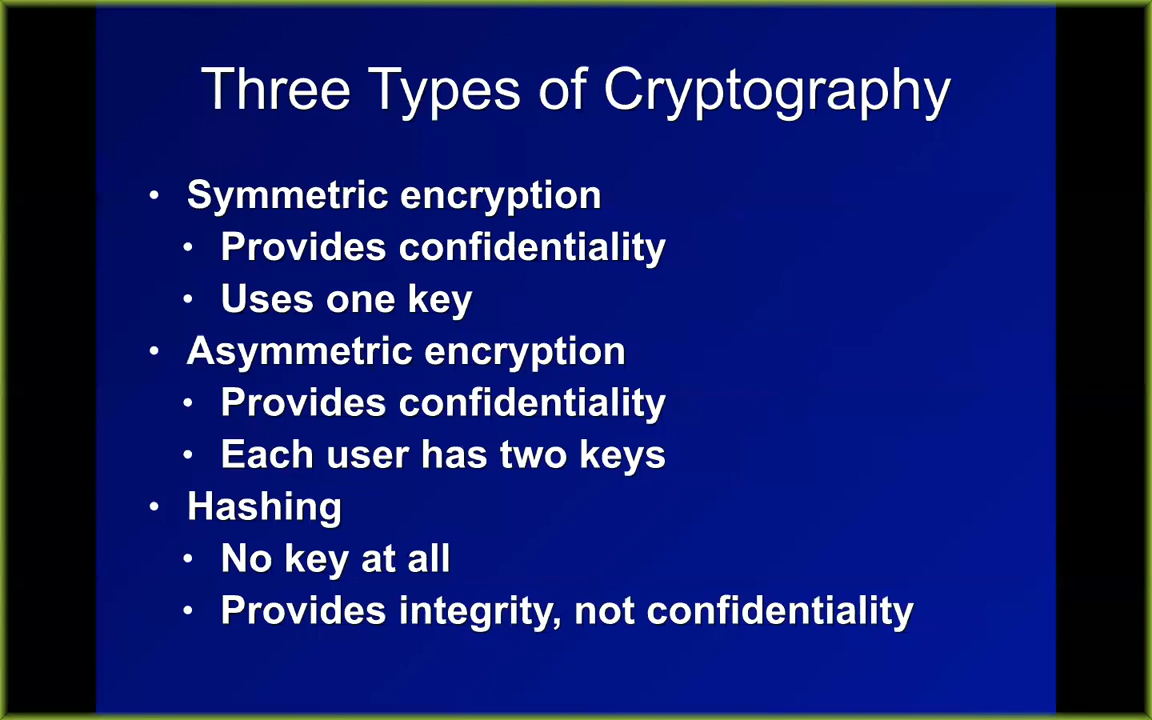 Three Types of Cryptography
• Symmetric encryption
• Provides confidentiality
• Uses one key
• Asymmetric encryption
• Provides confidentiality
• Each user has two keys
• Hashing
• No key at all
• Provides integrity, not confidentiality